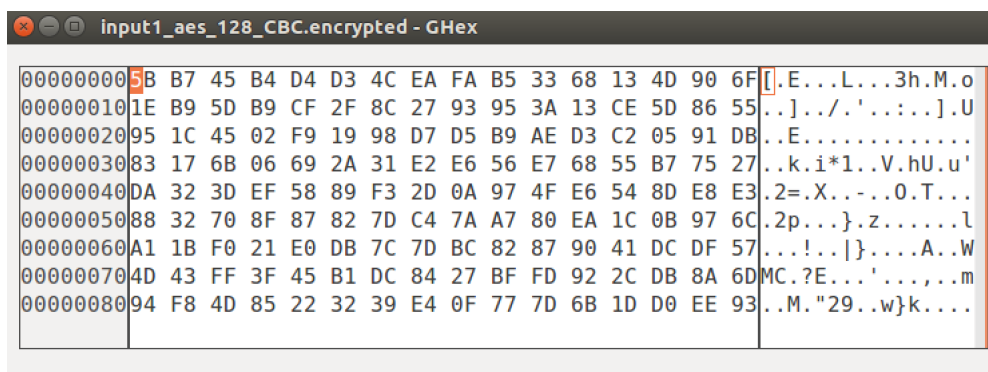 input1_aes_128_CBC.encrypted - GHex
00000000 5B B7 45 B4 D4 D3 4C EA FA B5 33 68 13 4D 90 6F [.E...L...3h.M.o
00000010 1E B9 5D B9 CF 2F 8C 27 93 95 3A 13 CE 5D 86 55 ..]../.'..:..].U
00000020 95 1C 45 02 F9 19 98 D7 D5 B9 AE D3 C2 05 91 DB ..E.............
00000030 83 17 6B 06 69 2A 31 E2 E6 56 E7 68 55 B7 75 27 ..k.i*1..V.hU.u'
00000040 DA 32 3D EF 58 89 F3 2D 0A 97 4F E6 54 8D E8 E3 .2=.X..-..O.T...
00000050 88 32 70 8F 87 82 7D C4 7A A7 80 EA 1C 0B 97 6C .2p...}.z......l
00000060 A1 1B F0 21 E0 DB 7C 7D BC 82 87 90 41 DC DF 57 ...!..|}....A..W
00000070 4D 43 FF 3F 45 B1 DC 84 27 BF FD 92 2C DB 8A 6D MC.?E...'...,..m
00000080 94 F8 4D 85 22 32 39 E4 0F 77 7D 6B 1D D0 EE 93 ..M."29..w}k....